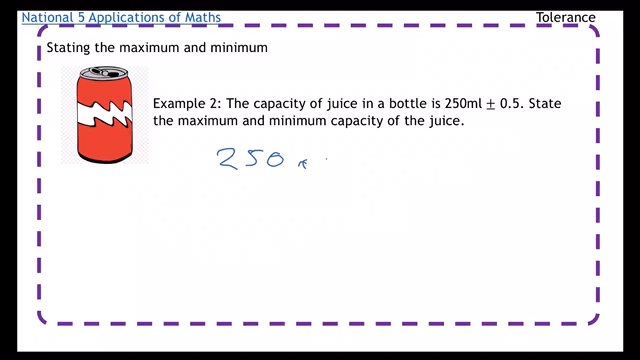 National 5 Applications of Maths
Tolerance
Stating the maximum and minimum
Example 2: The capacity of juice in a bottle is 250ml ± 0.5. State
the maximum and minimum capacity of the juice.
250